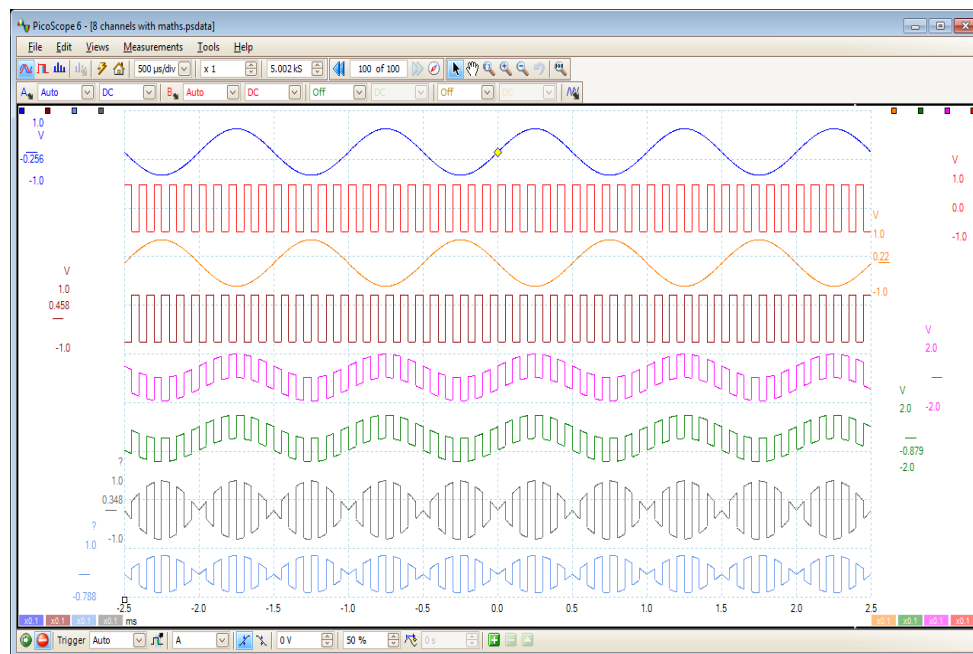 PicoScope 6 - [8 channels with maths.psdata]
File Edit Views Measurements Tools Help
500 µs/div x 1 5.002 kS 100 of 100
A Auto DC B Auto DC Off DC Off DC
1.0
V
-0.256
-1.0
V
1.0
0.0
-1.0
V
1.0
0.22
-1.0
V
1.0
0.458
-1.0
V
2.0
-2.0
V
2.0
-0.879
-2.0
?
1.0
0.348
-1.0
?
1.0
-0.788
-2.5 -2.0 -1.5 -1.0 -0.5 0.0 0.5 1.0 1.5 2.0 2.5
x0.1 x0.1 x0.1 x0.1 ms x0.1 x0.1 x0.1 x0.1
Trigger Auto A 0 V 50 % 0 s